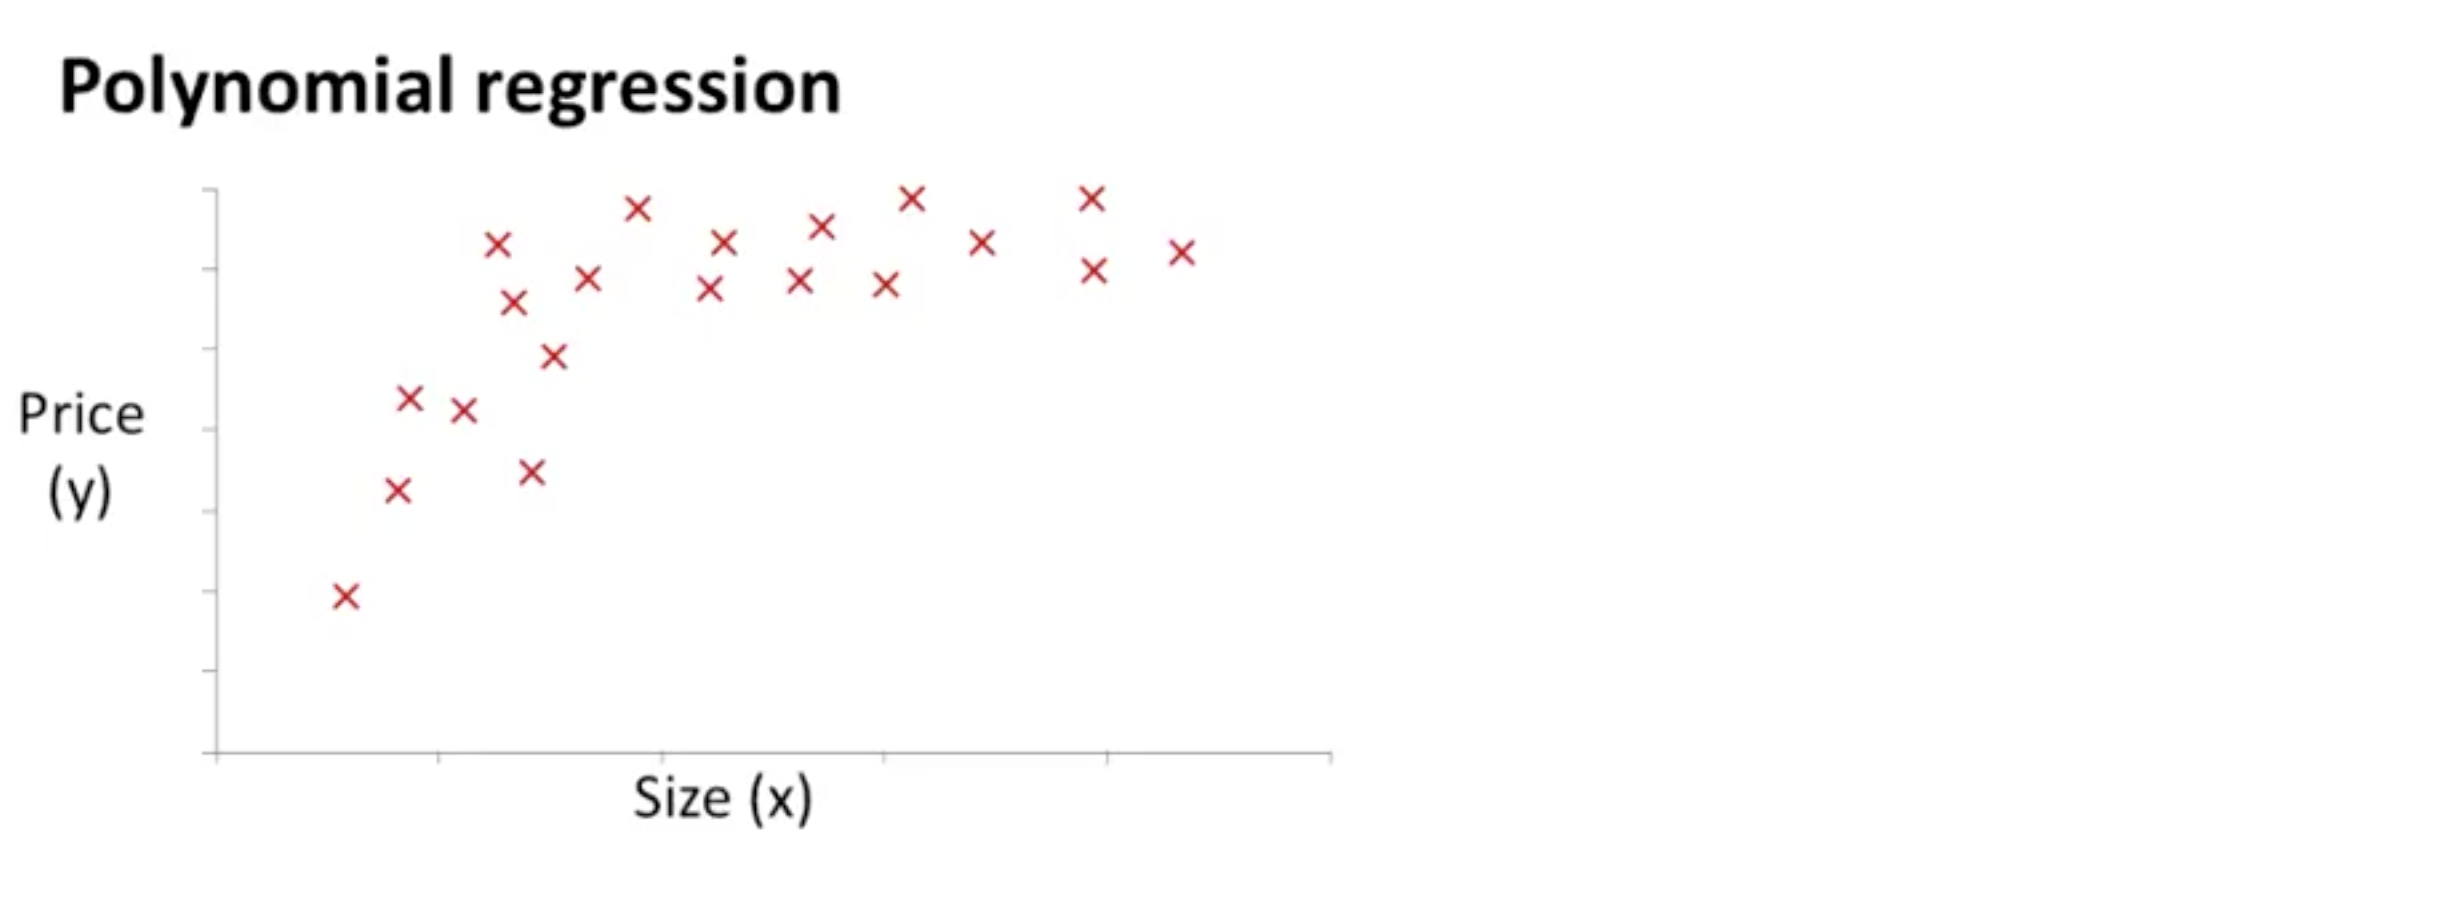 Polynomial regression
Price
(y)
Size (x)